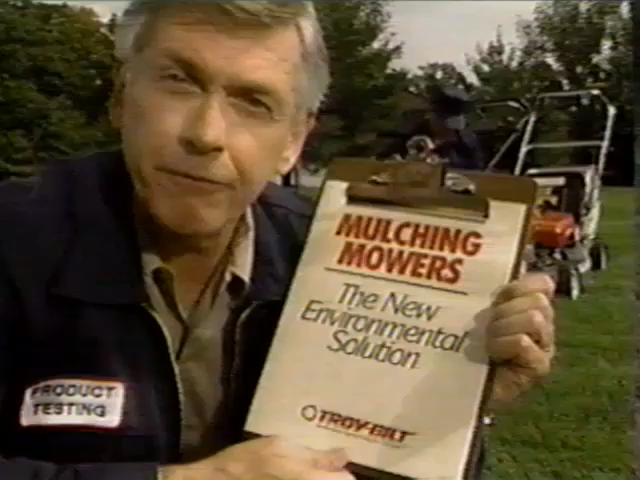 MULCHING
MOWERS
The New
Environmental
Solution
TROY-BILT
PRODUCT
TESTING